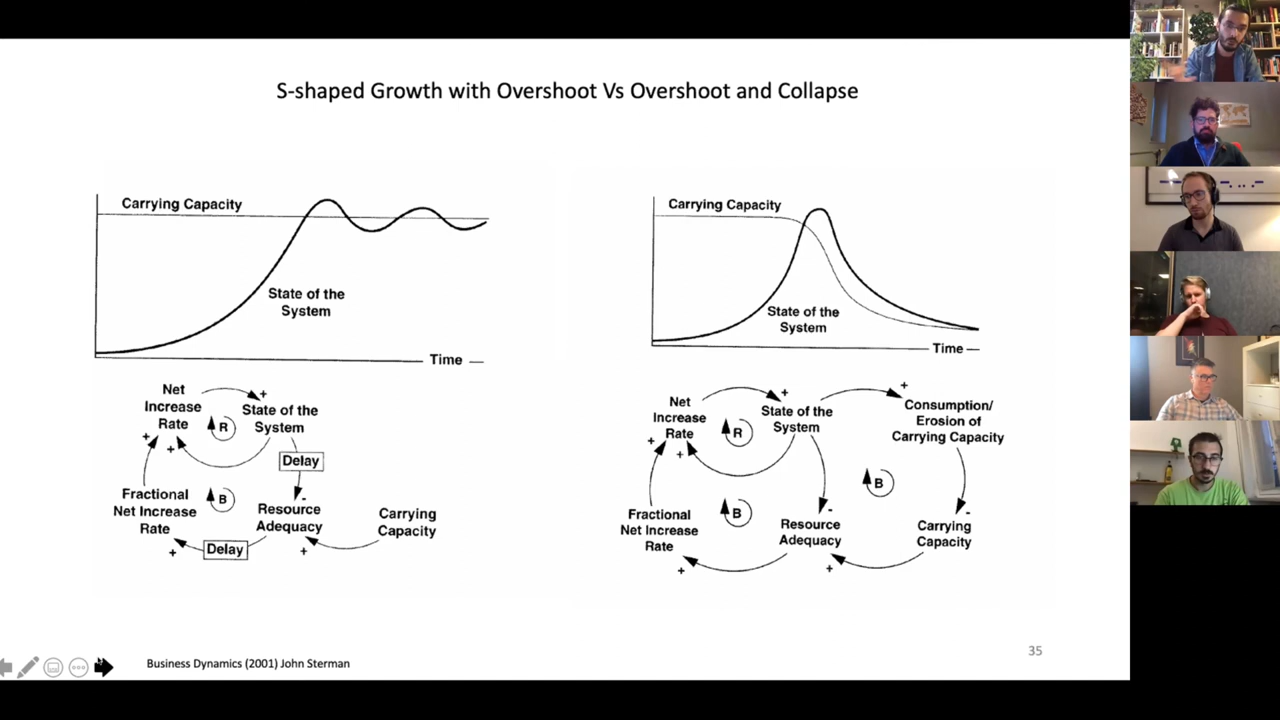 S-shaped Growth with Overshoot Vs Overshoot and Collapse
Carrying Capacity
State of the
System
Time
Net
Increase
Rate
+
State of the
System
R
+
+
Delay
Fractional
Net Increase
Rate
B
-
Resource
Adequacy
Carrying
Capacity
Delay
+
+
Carrying Capacity
State of the
System
Time
Net
Increase
Rate
+
State of the
System
+
Consumption/
Erosion of
Carrying Capacity
R
+
+
B
Fractional
Net Increase
Rate
B
-
Resource
Adequacy
-
Carrying
Capacity
+
+
35
Business Dynamics (2001) John Sterman